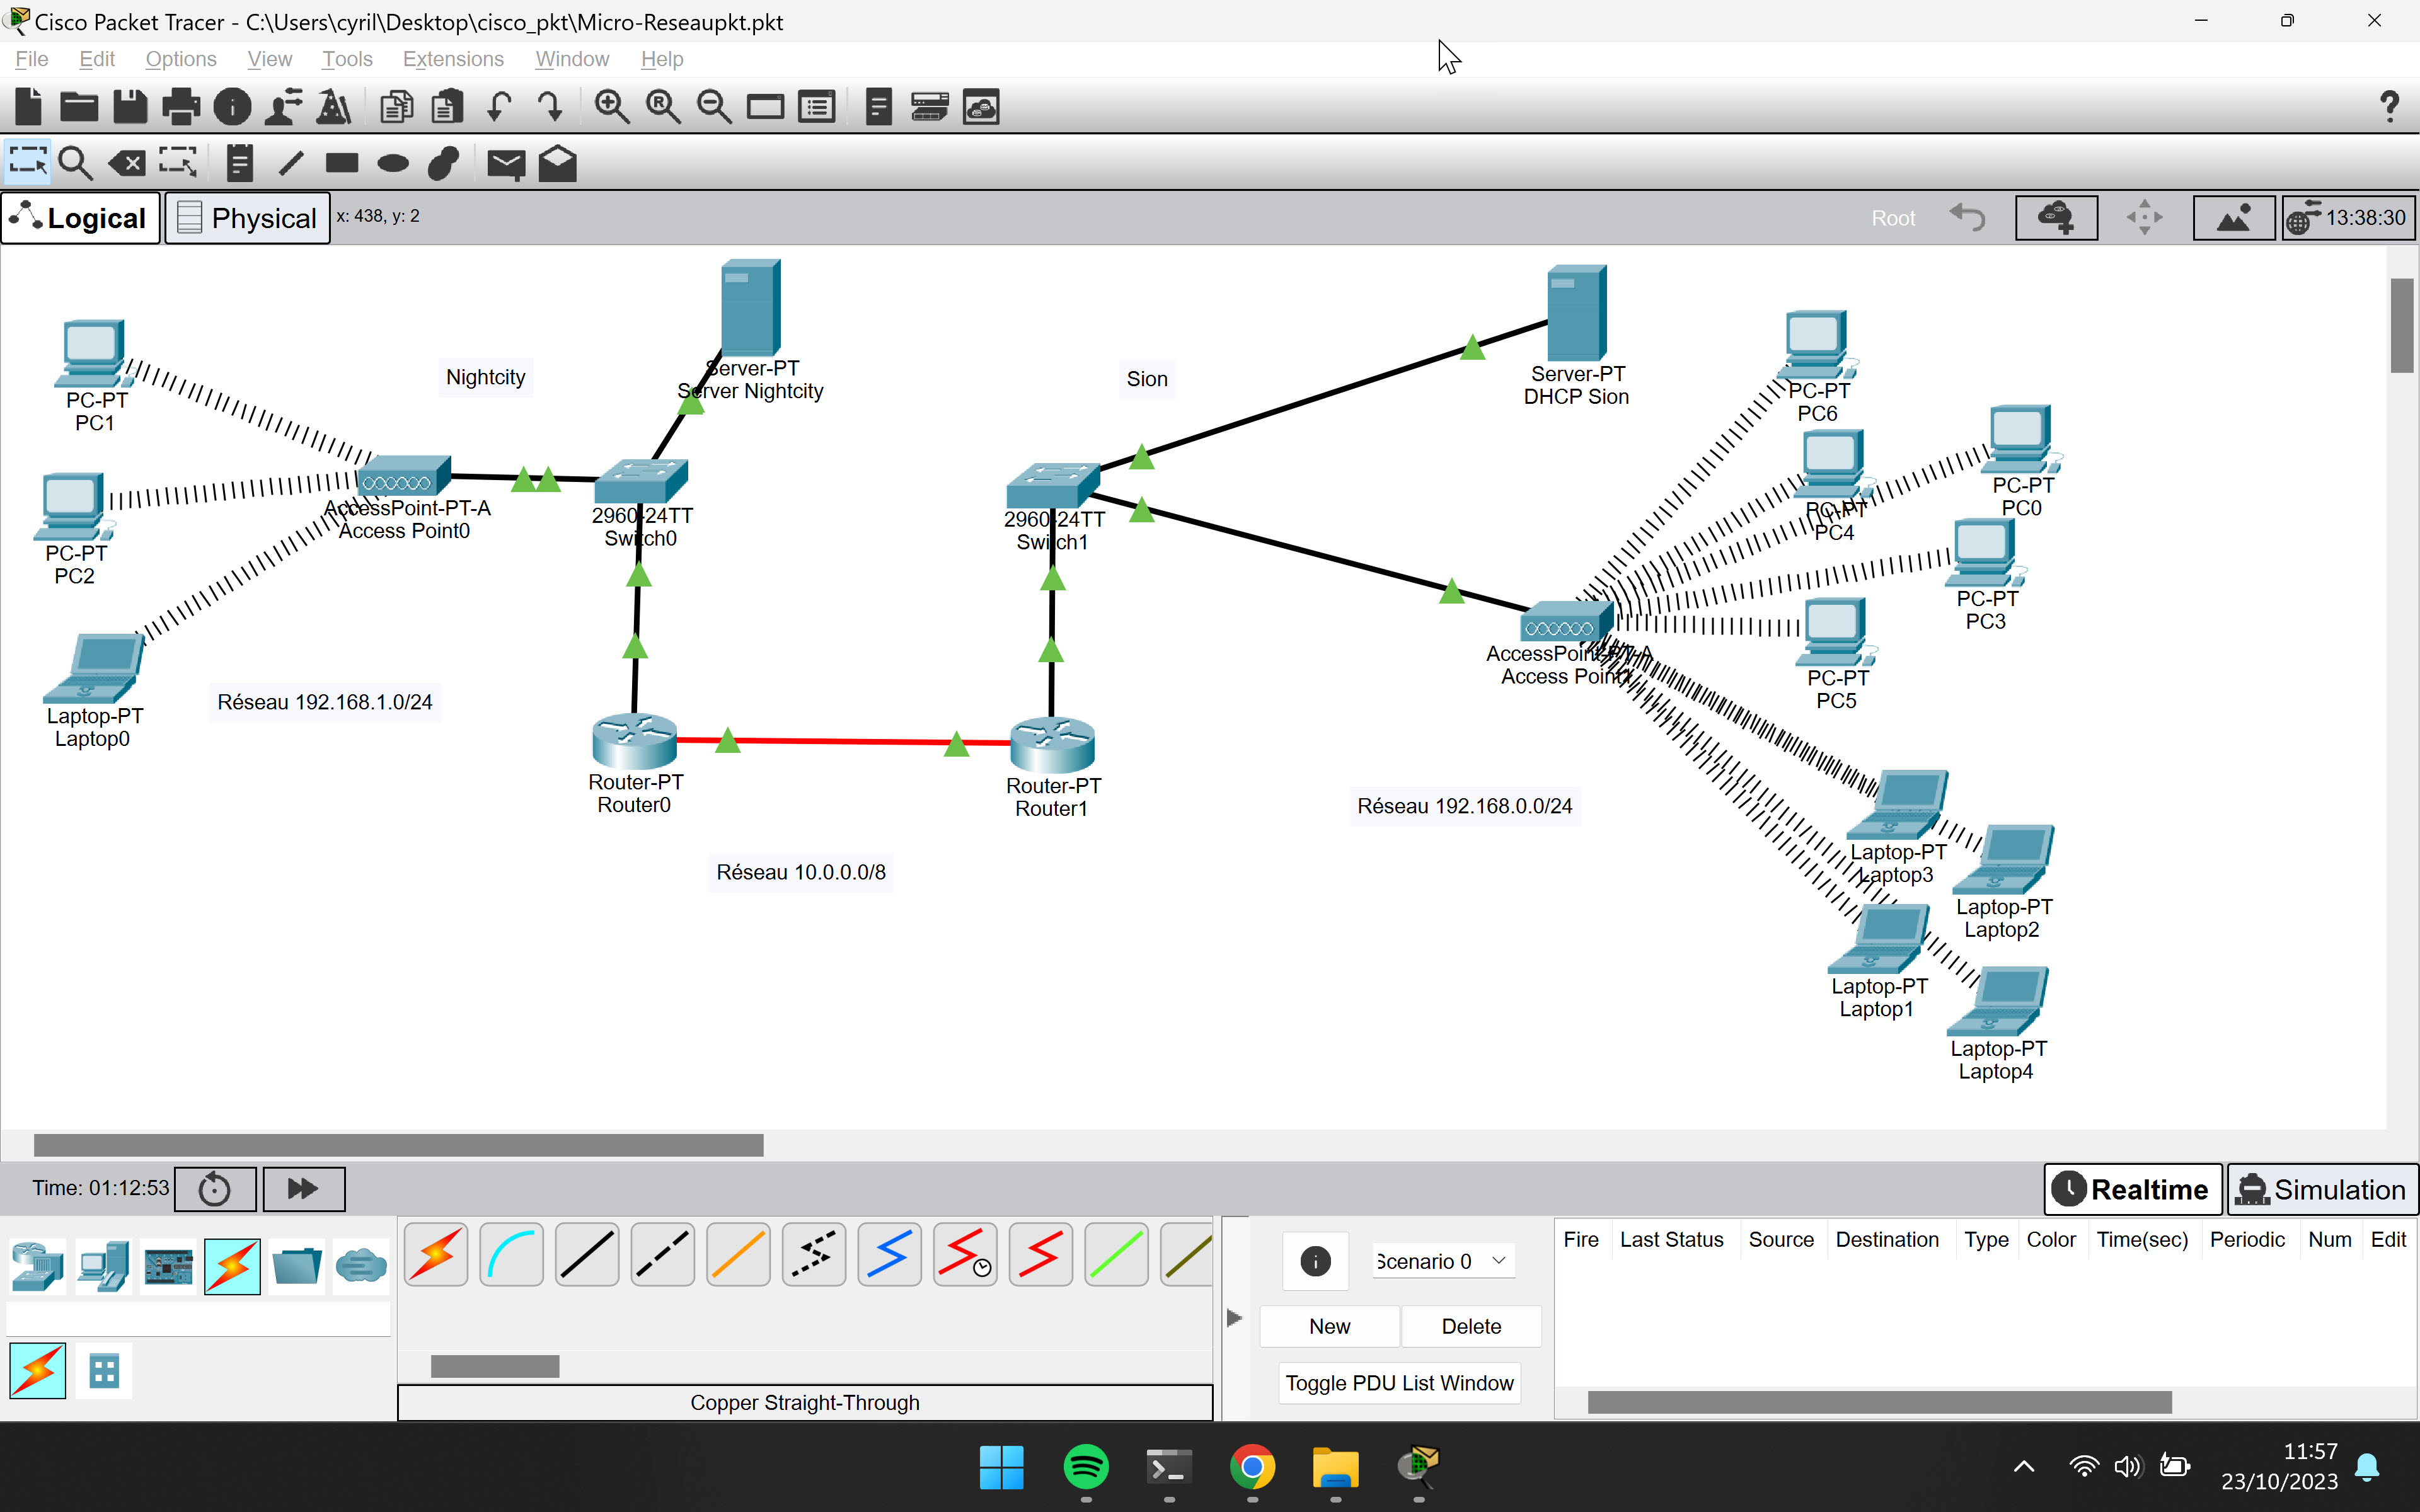 Cisco Packet Tracer - C:\Users\cyril\Desktop\cisco_pkt\Micro-Reseaupkt.pkt
File Edit Options View Tools Extensions Window Help
Logical Physical x: 438, y: 2 Root 13:38:30
Server-PT
Server Nightcity
Server-PT
DHCP Sion
Nightcity
Sion
PC-PT
PC1
PC-PT
PC6
PC-PT
PC0
PC-PT
PC4
AccessPoint-PT-A
Access Point0
2960-24TT
Switch0
2960-24TT
Switch1
PC-PT
PC2
PC-PT
PC3
AccessPoint-PT-A
PC-PT
PC5
Réseau 192.168.1.0/24
Laptop-PT
Laptop0
Router-PT
Router0
Router-PT
Router1
Réseau 192.168.0.0/24
Réseau 10.0.0.0/8
Laptop-PT
Laptop3
Laptop-PT
Laptop2
Laptop-PT
Laptop1
Laptop-PT
Laptop4
Time: 01:12:53 Realtime Simulation
Scenario 0
New Delete
Toggle PDU List Window
Fire Last Status Source Destination Type Color Time(sec) Periodic Num Edit
Copper Straight-Through
11:57
23/10/2023